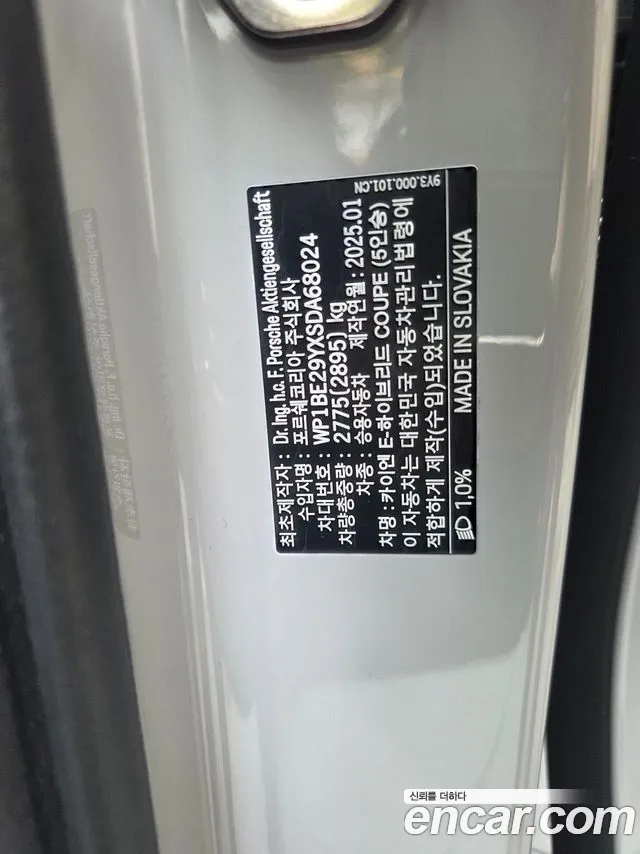 최초제작자 : Dr. Ing. h.c. F. Porsche Aktiengesellschaft
수입자명 : 포르쉐코리아 주식회사
차대번호 : WP1BE29YXSDA68024
차량총중량 : 2775(2895) kg
차종 : 승용자동차 제작연월 : 2025.01
차명 : 카이엔 E-하이브리드 COUPE (5인승)
이 자동차는 대한민국 자동차관리법령에
적합하게 제작(수입)되었습니다.
1,0% MADE IN SLOVAKIA
9Y3.000.101.CN
신뢰를 더하다
encar.com